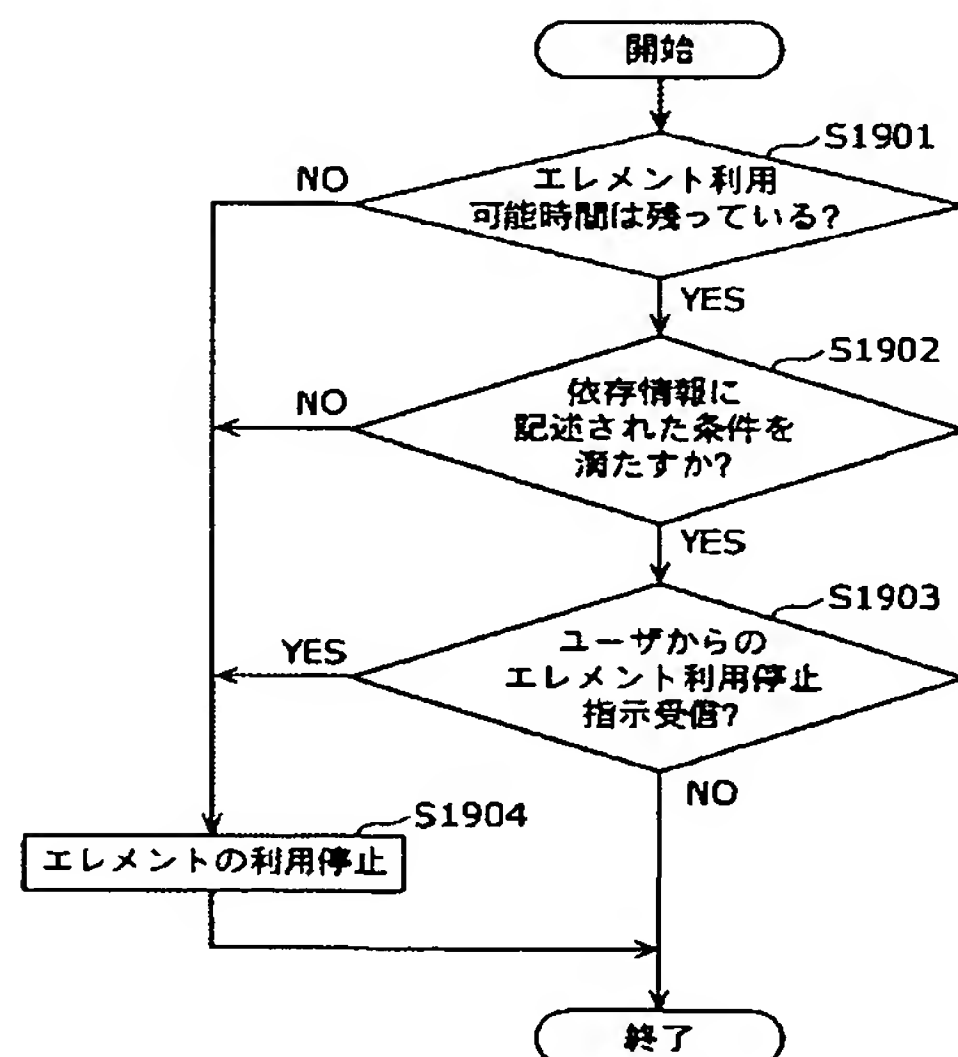 開始
S1901
NO
エレメント利用
可能時間は残っている?
YES
S1902
NO
依存情報に
記述された条件を
満たすか?
YES
S1903
YES
ユーザからの
エレメント利用停止
指示受信?
NO
S1904
エレメントの利用停止
終了